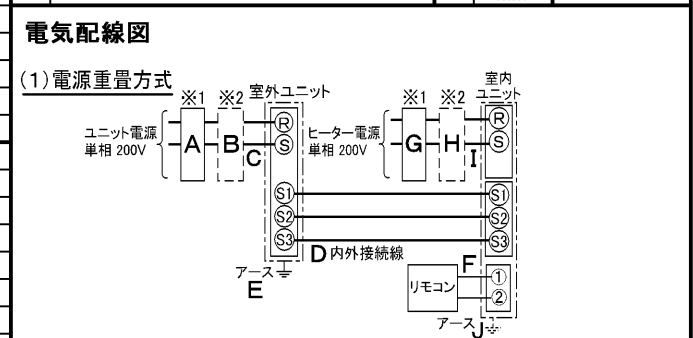 電気配線図
(1)電源重畳方式
※1 ※2 室外ユニット
※1 ※2 室内
ユニット
ユニット電源
単相 200V
A B C
R
S
ヒーター電源
単相 200V
G H I
R
S
S1 S1
S2 S2
S3 S3
D 内外接続線
アース
E
F
リモコン
1
2
アース J